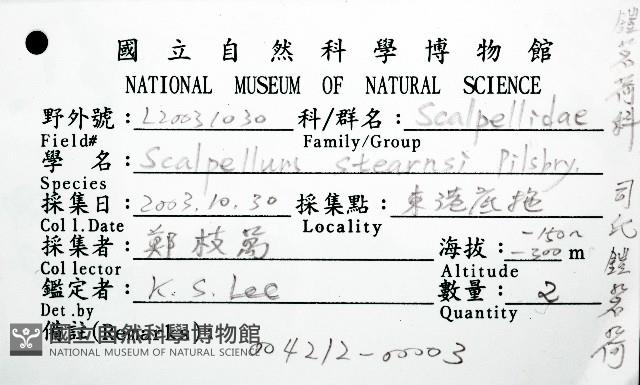 國立自然科學博物館
NATIONAL MUSEUM OF NATURAL SCIENCE
野外號：L20031030 科/群名：Scalpellidae
Field# Family/Group
學 名：Scalpellum stearnsi Pilsbry.
Species
採集日：2003.10.30 採集點：東港底拖
Col l.Date Locality
採集者：鄭枝萬 海拔：-150~-300 m
Col lector Altitude
鑑定者：K. S. Lee 數量：2
Det .by Quantity
備註(Remarks)
國立自然科學博物館
NATIONAL MUSEUM OF NATURAL SCIENCE
004212-00003
鎧茗荷科 司氏鎧茗荷